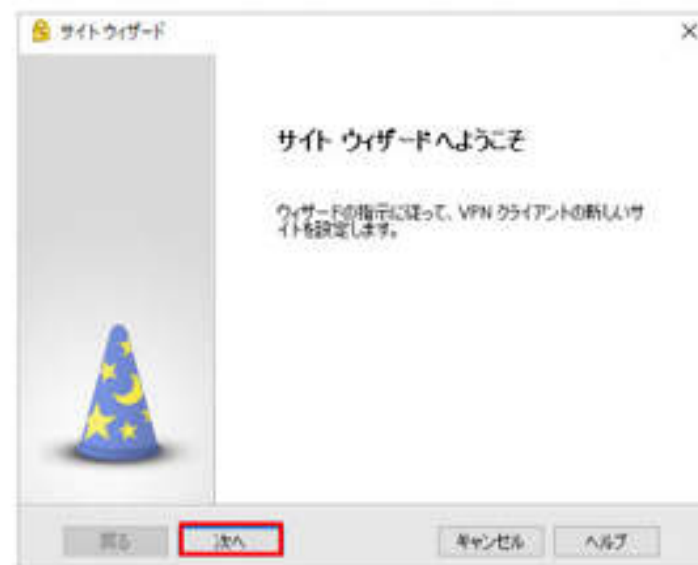 サイトウィザード
サイト ウィザードへようこそ
ウィザードの指示に従って、VPN クライアントの新しいサ
イトを設定します。
戻る
次へ
キャンセル
ヘルプ